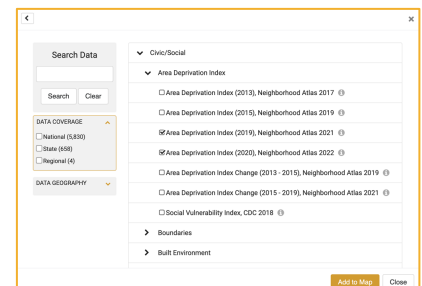 Search Data
Search Clear
DATA COVERAGE
National (5,830)
State (658)
Regional (4)
DATA GEOGRAPHY
Civic/Social
Area Deprivation Index
Area Deprivation Index (2013), Neighborhood Atlas 2017
Area Deprivation Index (2015), Neighborhood Atlas 2019
Area Deprivation Index (2019), Neighborhood Atlas 2021
Area Deprivation Index (2020), Neighborhood Atlas 2022
Area Deprivation Index Change (2013 - 2015), Neighborhood Atlas 2019
Area Deprivation Index Change (2015 - 2019), Neighborhood Atlas 2021
Social Vulnerability Index, CDC 2018
Boundaries
Built Environment
Add to Map Close